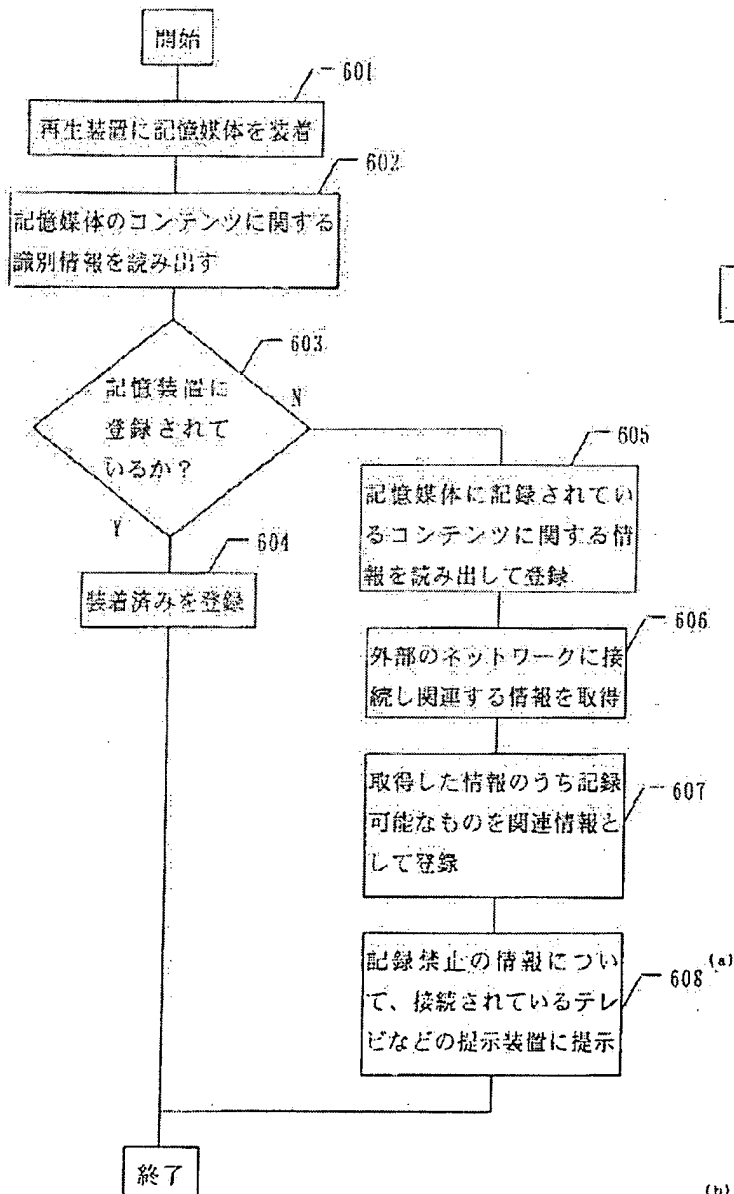 開始
601
再生装置に記憶媒体を装着
602
記憶媒体のコンテンツに関する
識別情報を読み出す
603
記憶装置に
登録されて
いるか？
N
Y
604
装着済みを登録
605
記憶媒体に記録されてい
るコンテンツに関する情
報を読み出して登録
606
外部のネットワークに接
続し関連する情報を取得
607
取得した情報のうち記録
可能なものを関連情報と
して登録
608
(a)
記録禁止の情報につい
て、接続されているテレ
ビなどの提示装置に提示
終了
(b)